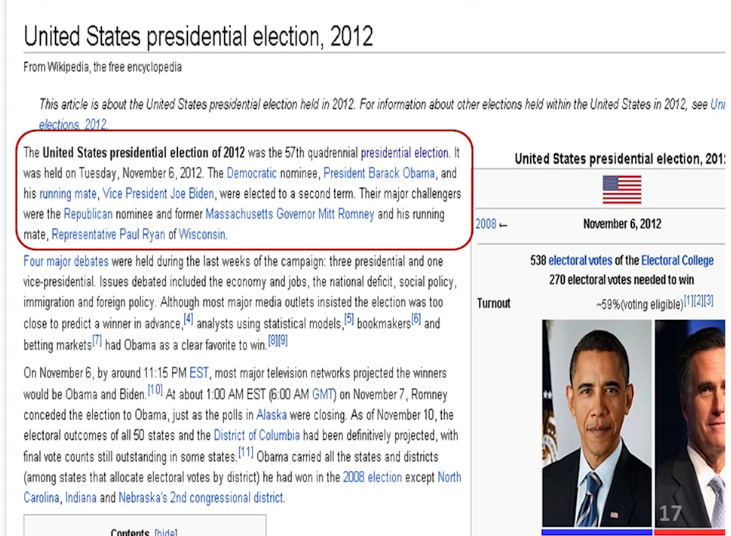 United States presidential election, 2012
From Wikipedia, the free encyclopedia
This article is about the United States presidential election held in 2012. For information about other elections held within the United States in 2012, see Uni
elections, 2012.
The United States presidential election of 2012 was the 57th quadrennial presidential election. It
was held on Tuesday, November 6, 2012. The Democratic nominee, President Barack Obama, and
his running mate, Vice President Joe Biden, were elected to a second term. Their major challengers
were the Republican nominee and former Massachusetts Governor Mitt Romney and his running
mate, Representative Paul Ryan of Wisconsin.
Four major debates were held during the last weeks of the campaign: three presidential and one
vice-presidential. Issues debated included the economy and jobs, the national deficit, social policy,
immigration and foreign policy. Although most major media outlets insisted the election was too
close to predict a winner in advance,[4] analysts using statistical models,[5] bookmakers[6] and
betting markets[7] had Obama as a clear favorite to win.[8][9]
On November 6, by around 11:15 PM EST, most major television networks projected the winners
would be Obama and Biden.[10] At about 1:00 AM EST (6:00 AM GMT) on November 7, Romney
conceded the election to Obama, just as the polls in Alaska were closing. As of November 10, the
electoral outcomes of all 50 states and the District of Columbia had been definitively projected, with
final vote counts still outstanding in some states.[11] Obama carried all the states and districts
(among states that allocate electoral votes by district) he had won in the 2008 election except North
Carolina, Indiana and Nebraska's 2nd congressional district.
Contents [hide]
United States presidential election, 201
2008 ← November 6, 2012
538 electoral votes of the Electoral College
270 electoral votes needed to win
Turnout ~59%(voting eligible)[1][2][3]
17